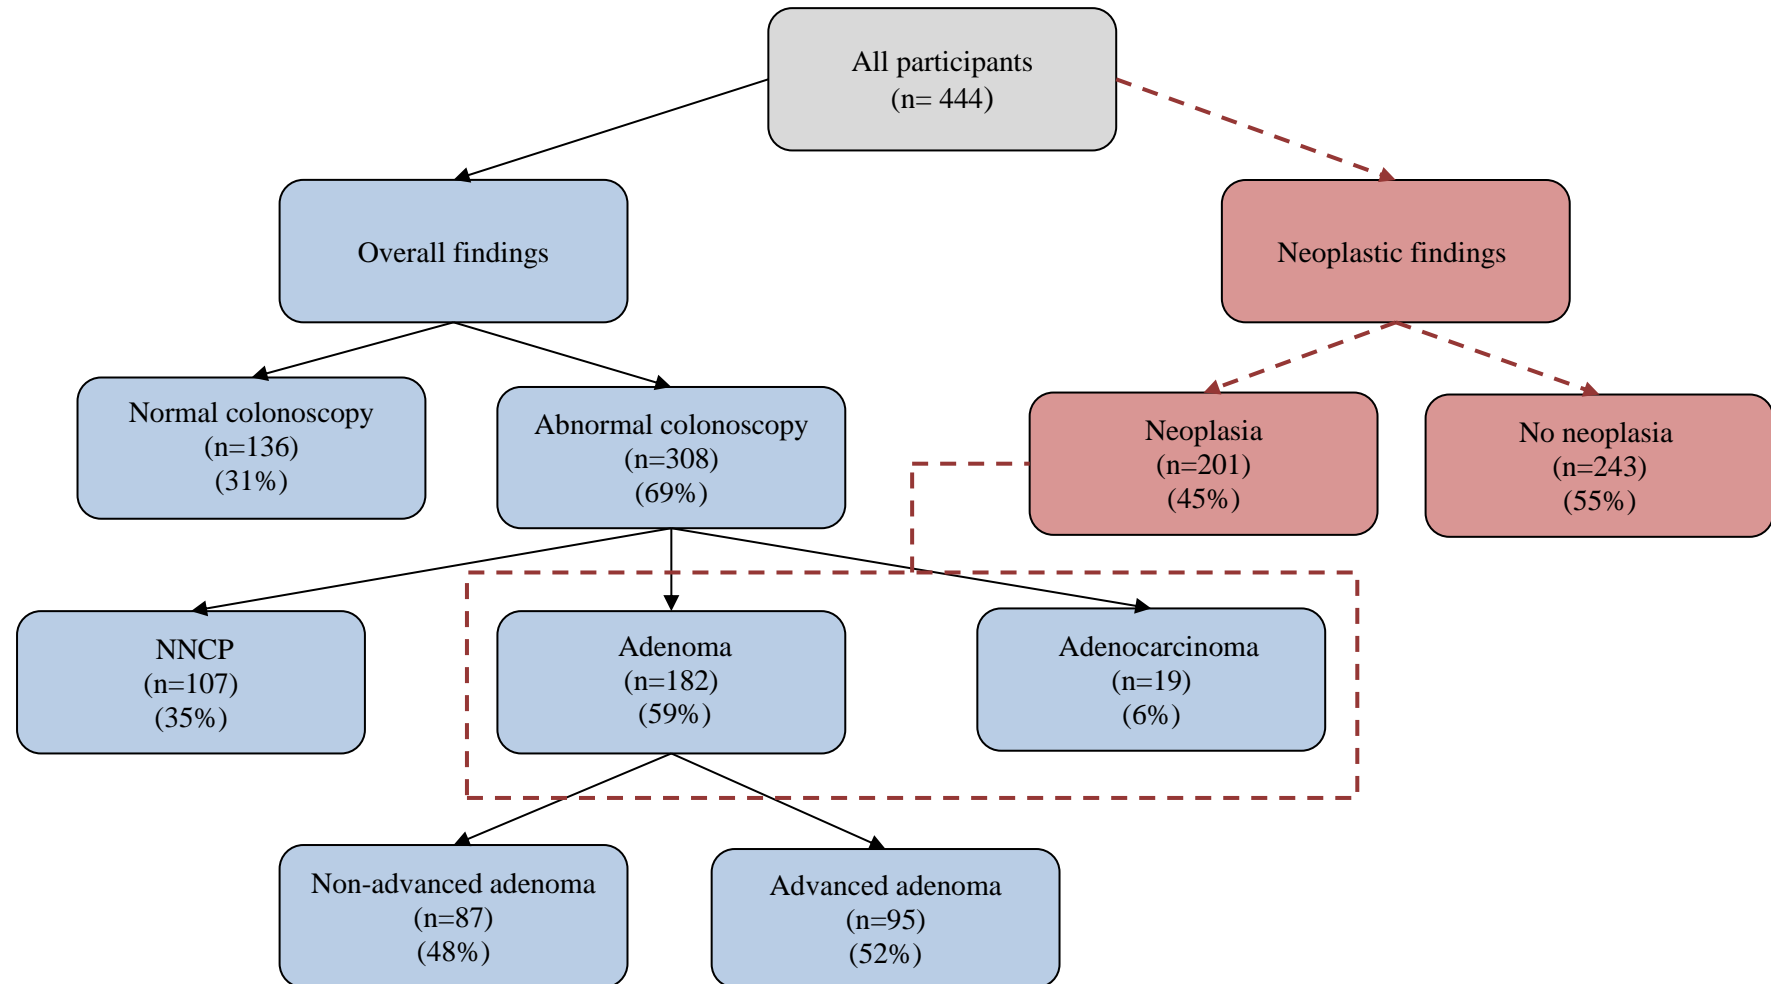 All participants
(n= 444)
Overall findings
Neoplastic findings
Normal colonoscopy
(n=136)
(31%)
Abnormal colonoscopy
(n=308)
(69%)
Neoplasia
(n=201)
(45%)
No neoplasia
(n=243)
(55%)
NNCP
(n=107)
(35%)
Adenoma
(n=182)
(59%)
Adenocarcinoma
(n=19)
(6%)
Non-advanced adenoma
(n=87)
(48%)
Advanced adenoma
(n=95)
(52%)